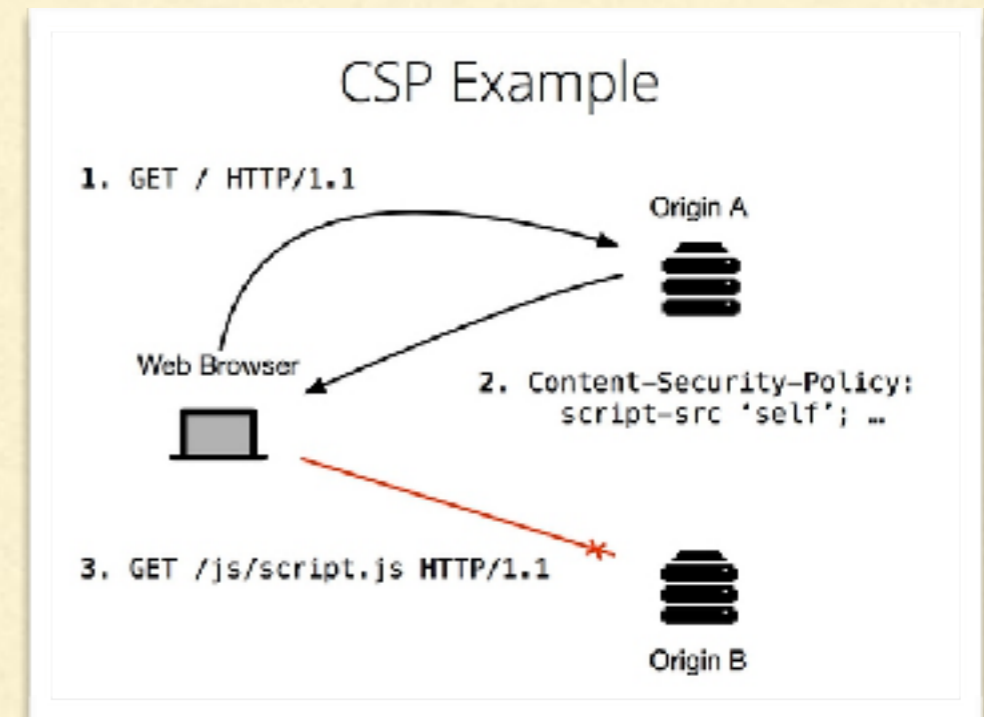 CSP Example
1. GET / HTTP/1.1
Origin A
Web Browser
2. Content-Security-Policy:
script-src ‘self’; …
3. GET /js/script.js HTTP/1.1
Origin B